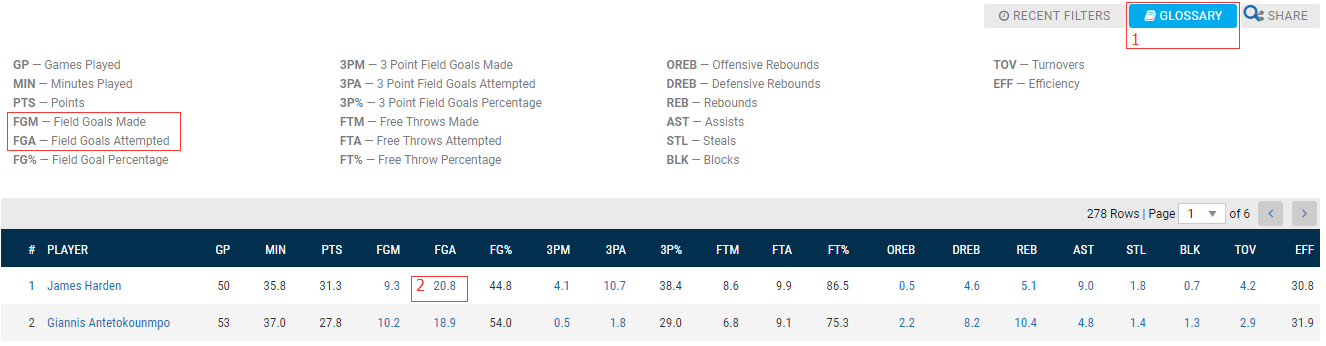 RECENT FILTERS GLOSSARY SHARE
1
GP — Games Played 3PM — 3 Point Field Goals Made OREB — Offensive Rebounds TOV — Turnovers
MIN — Minutes Played 3PA — 3 Point Field Goals Attempted DREB — Defensive Rebounds EFF — Efficiency
PTS — Points 3P% — 3 Point Field Goals Percentage REB — Rebounds
FGM — Field Goals Made FTM — Free Throws Made AST — Assists
FGA — Field Goals Attempted FTA — Free Throws Attempted STL — Steals
FG% — Field Goal Percentage FT% — Free Throw Percentage BLK — Blocks
278 Rows | Page 1 of 6
# PLAYER GP MIN PTS FGM FGA FG% 3PM 3PA 3P% FTM FTA FT% OREB DREB REB AST STL BLK TOV EFF
1 James Harden 50 35.8 31.3 9.3 2 20.8 44.8 4.1 10.7 38.4 8.6 9.9 86.5 0.5 4.6 5.1 9.0 1.8 0.7 4.2 30.8
2 Giannis Antetokounmpo 53 37.0 27.8 10.2 18.9 54.0 0.5 1.8 29.0 6.8 9.1 75.3 2.2 8.2 10.4 4.8 1.4 1.3 2.9 31.9